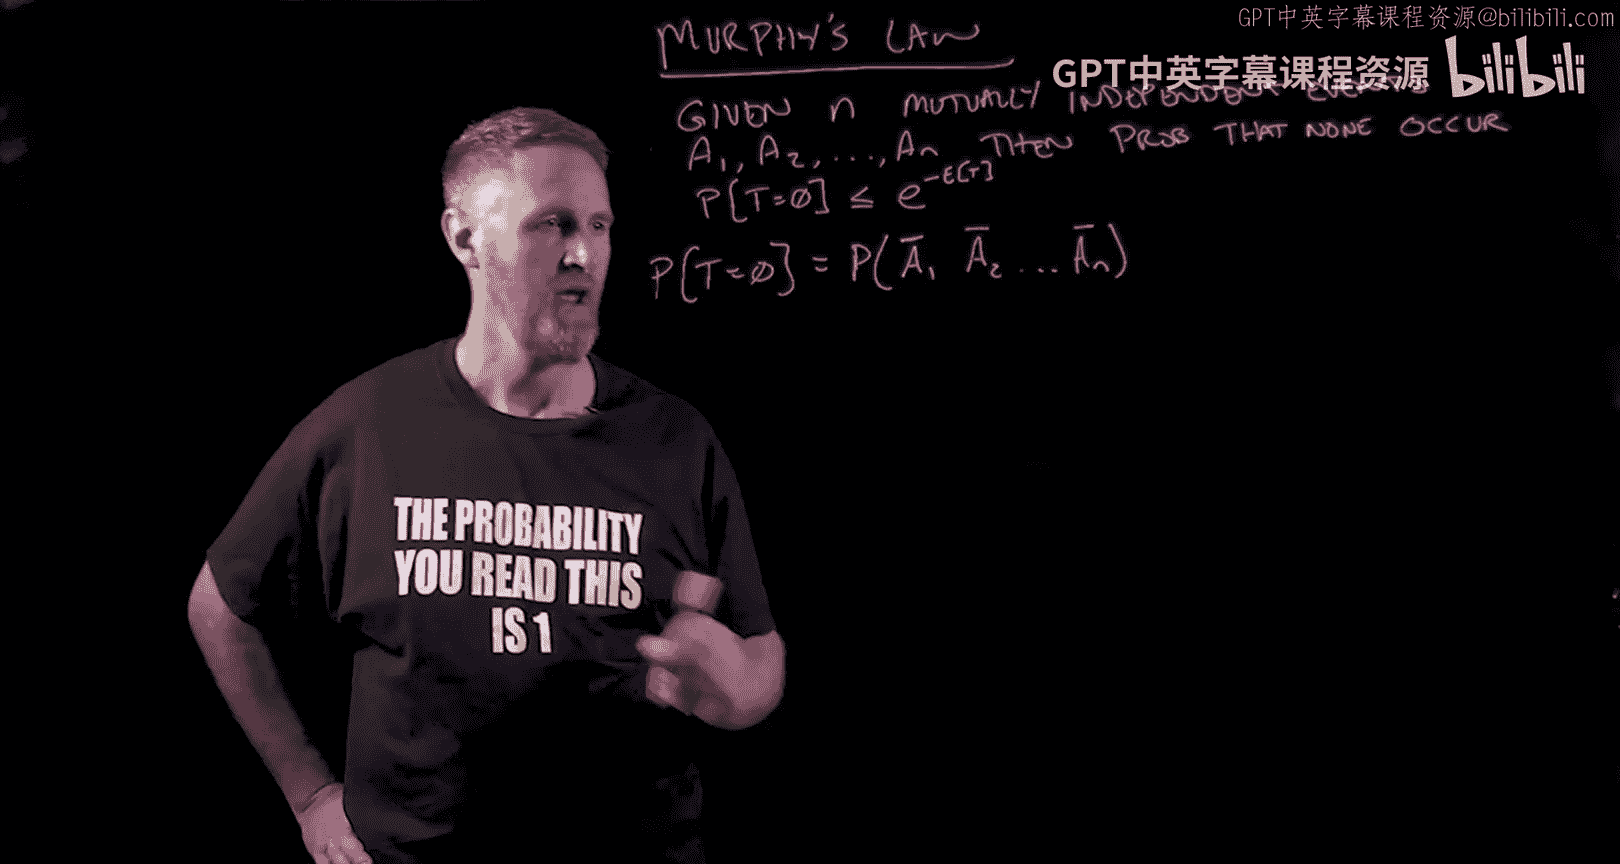 GPT中英字幕课程资源@bilibili.com
GPT中英字幕课程资源 bilibili
MURPHY'S LAW
GIVEN n MUTUALLY INDEPENDENT EVENTS
A₁, A₂, ..., Aₙ THEN PROB THAT NONE OCCUR
P[T=∅] ≤ e^{-E[T]}
P[T=∅] = P(Ā₁ Ā₂ ... Āₙ)
THE PROBABILITY
YOU READ THIS
IS 1